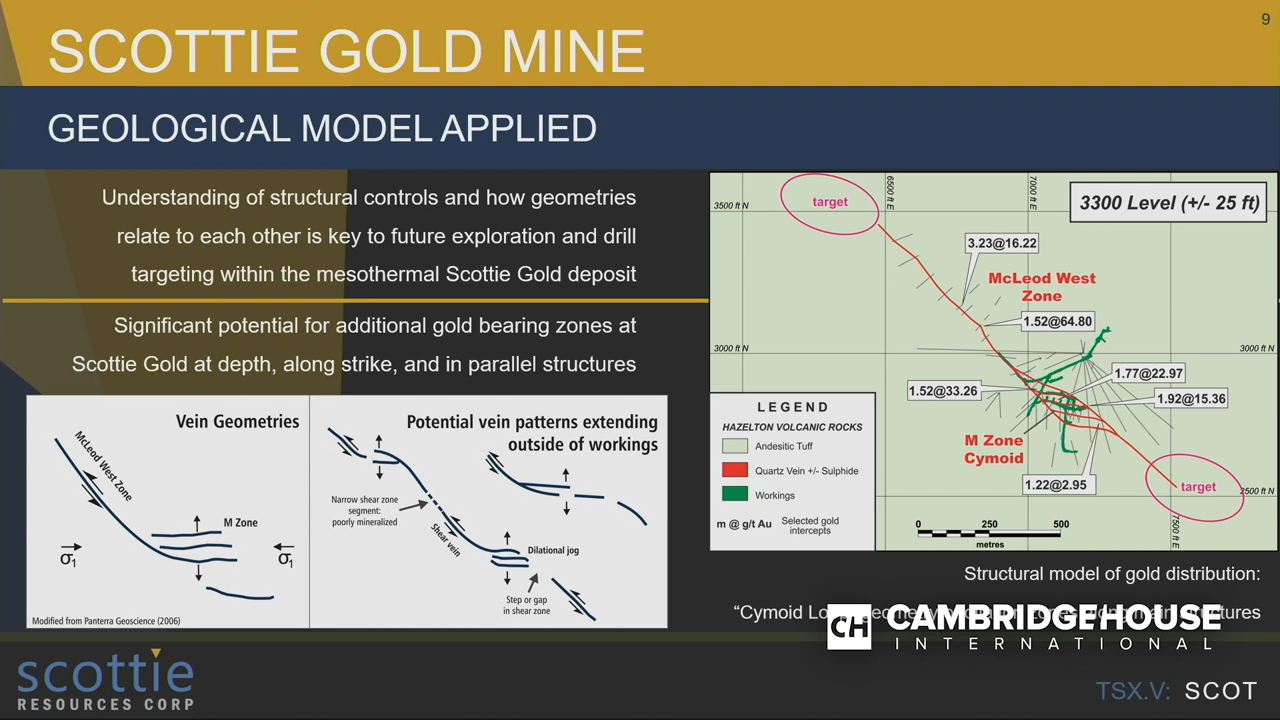 9
SCOTTIE GOLD MINE
GEOLOGICAL MODEL APPLIED
Understanding of structural controls and how geometries
relate to each other is key to future exploration and drill
targeting within the mesothermal Scottie Gold deposit
Significant potential for additional gold bearing zones at
Scottie Gold at depth, along strike, and in parallel structures
Vein Geometries
McLeod West Zone
M Zone
σ1
σ1
Modified from Panterra Geoscience (2006)
Potential vein patterns extending
outside of workings
Narrow shear zone
segment:
poorly mineralized
Shear vein
Dilational jog
Step or gap
in shear zone
3300 Level (+/- 25 ft)
6500 ft E
7000 ft E
7500 ft E
3500 ft N
3000 ft N
3000 ft N
2500 ft N
target
3.23@16.22
McLeod West
Zone
1.52@64.80
1.77@22.97
1.52@33.26
1.92@15.36
M Zone
Cymoid
1.22@2.95
target
LEGEND
HAZELTON VOLCANIC ROCKS
Andesitic Tuff
Quartz Vein +/- Sulphide
Workings
m @ g/t Au
Selected gold
intercepts
0 250 500
metres
Structural model of gold distribution:
“Cymoid structures
CH CAMBRIDGE HOUSE
INTERNATIONAL
scottie
RESOURCES CORP
TSX.V: SCOT